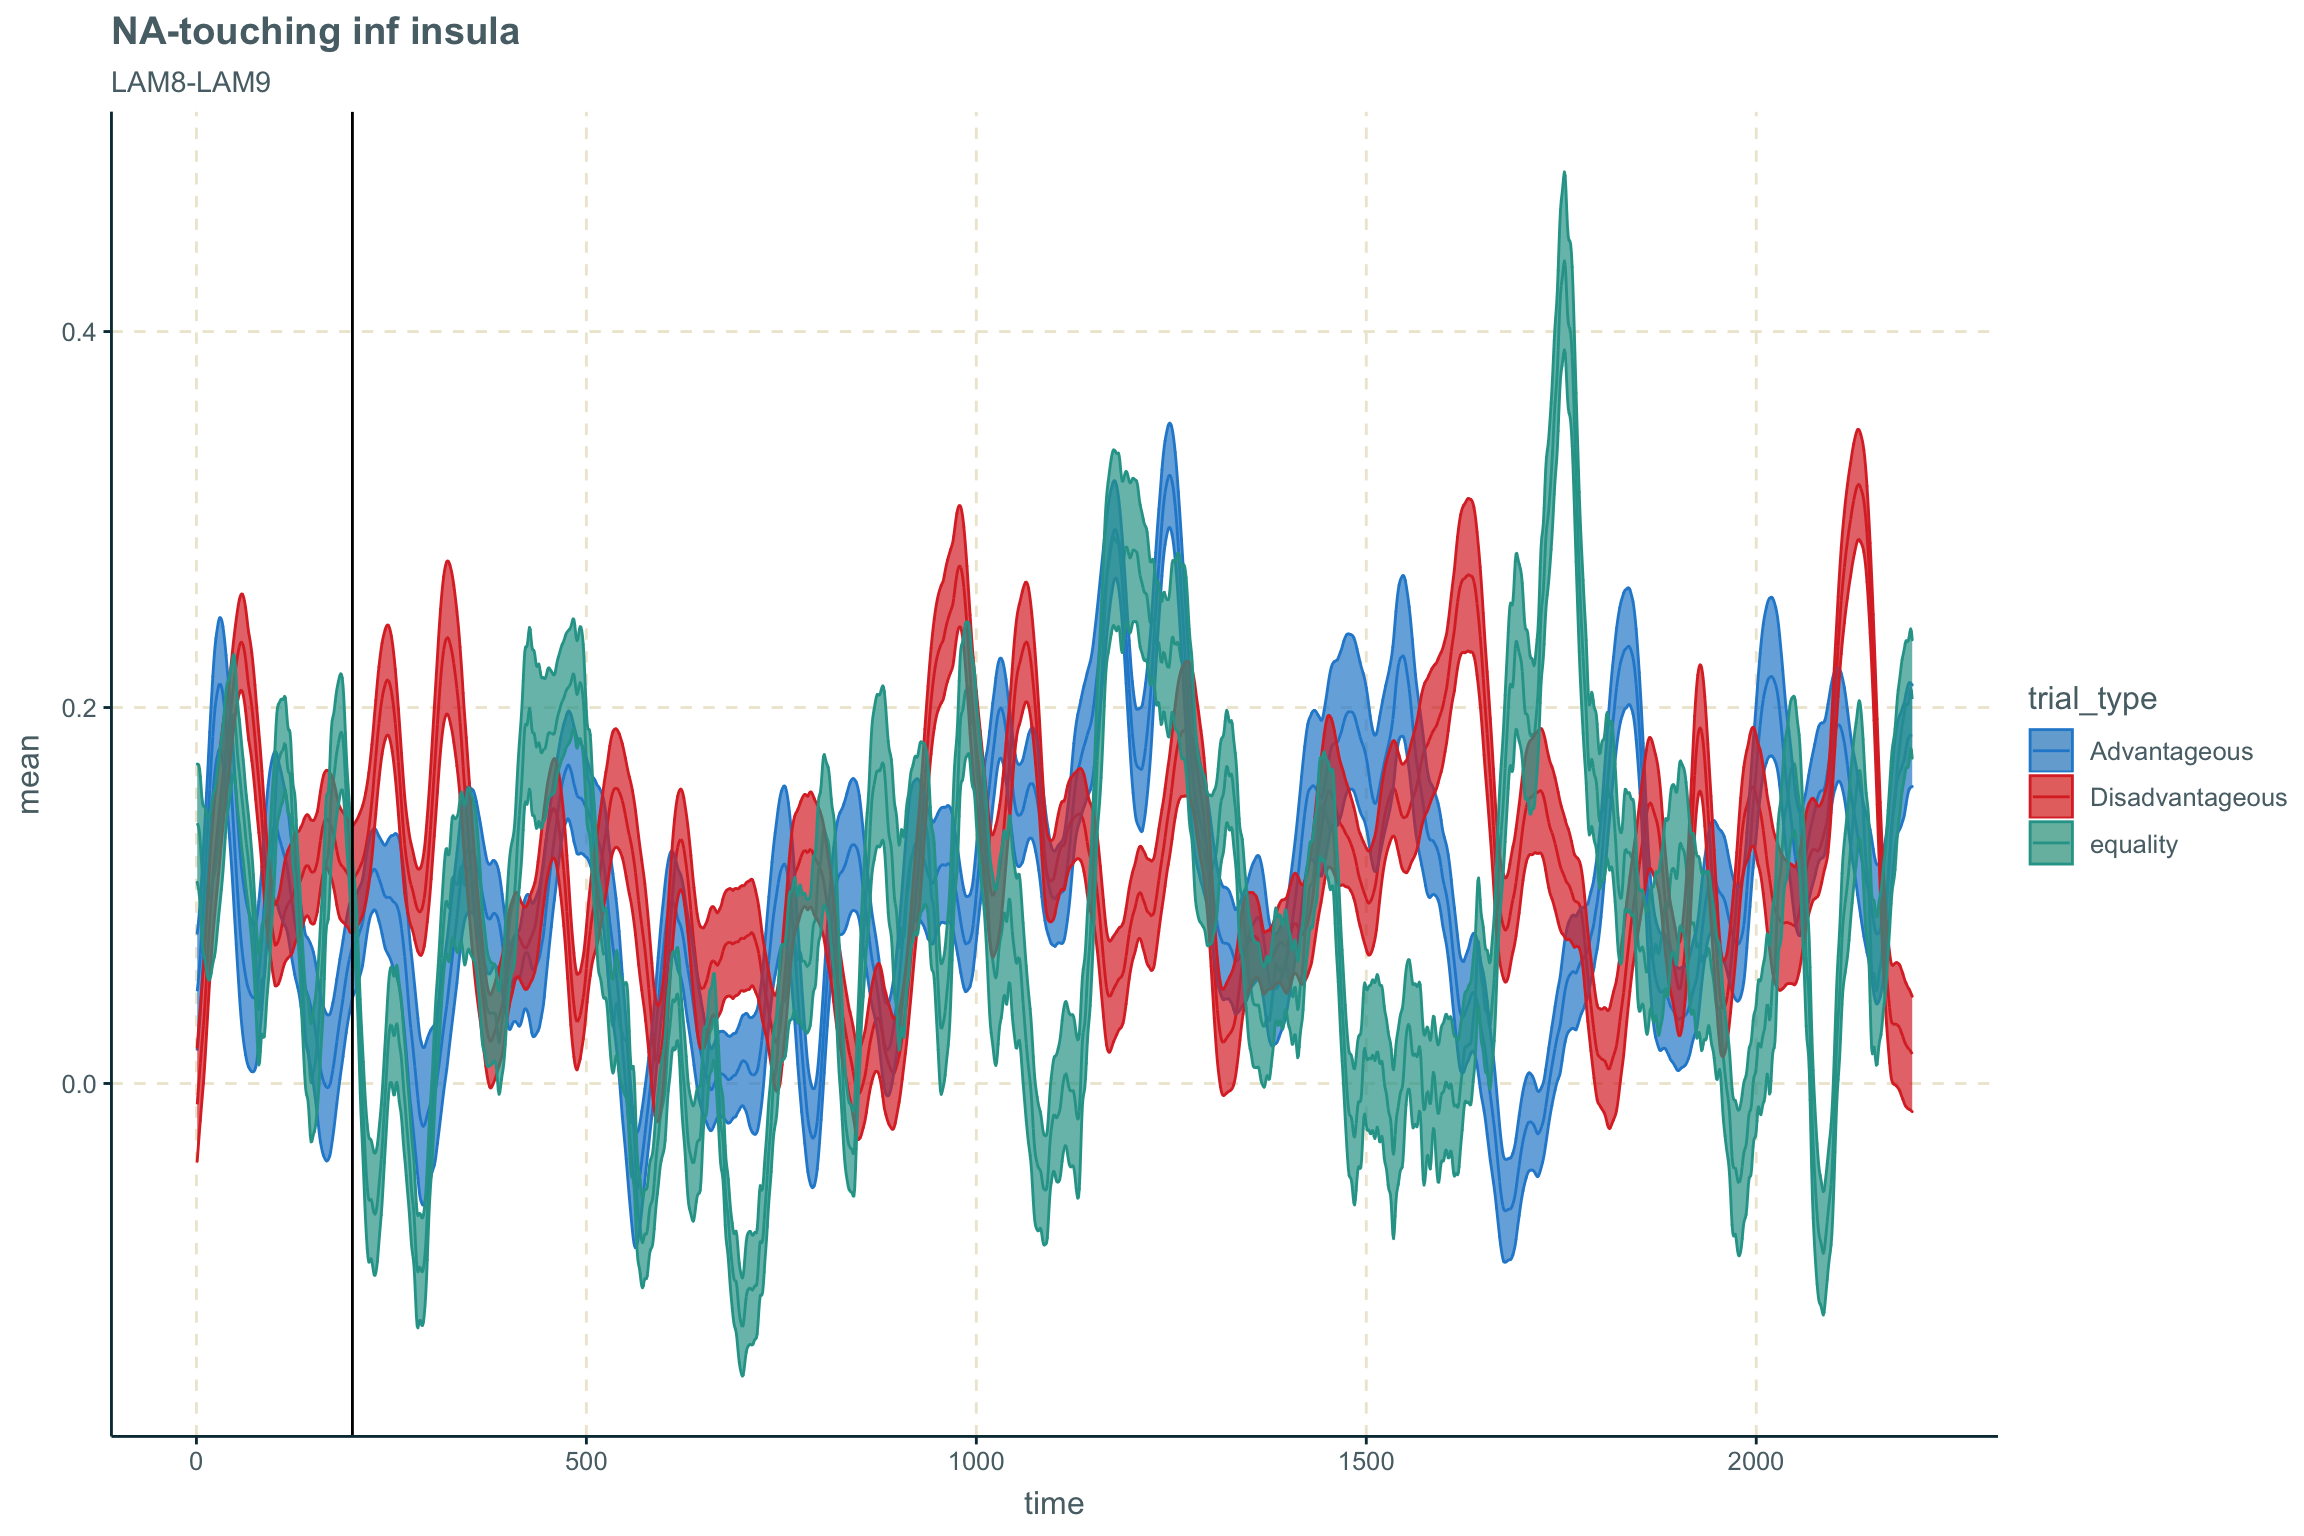 NA-touching inf insula
LAM8-LAM9
mean
0.4
0.2
0.0
0
500
1000
1500
2000
time
trial_type
Advantageous
Disadvantageous
equality